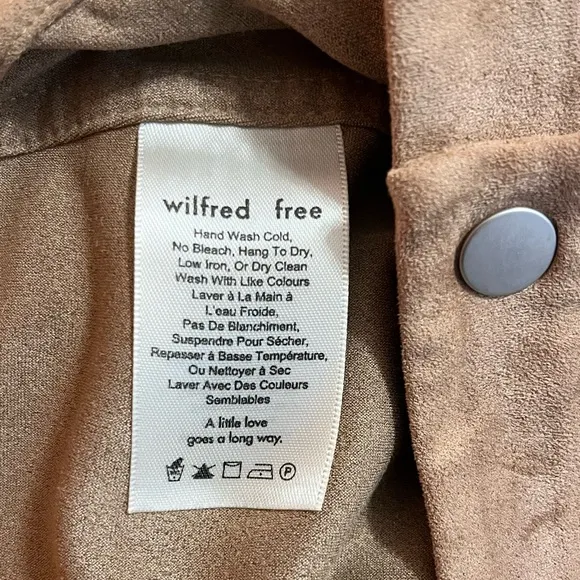 wilfred free
Hand Wash Cold,
No Bleach, Hang To Dry,
Low Iron, Or Dry Clean
Wash With Like Colours
Laver à La Main à
L'eau Froide,
Pas De Blanchiment,
Suspendre Pour Sécher,
Repasser à Basse Température,
Ou Nettoyer à Sec
Laver Avec Des Couleurs
Semblables
A little love
goes a long way.
P